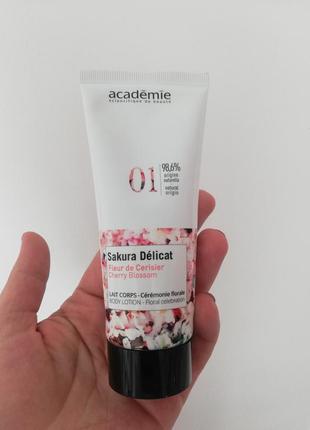 académie
Scientifique de Beauté
01
98,6%
origine
naturelle
natural
origin
Sakura Délicat
Fleur de Cerisier
Cherry Blossom
LAIT CORPS • Cérémonie florale
BODY LOTION • Floral celebration